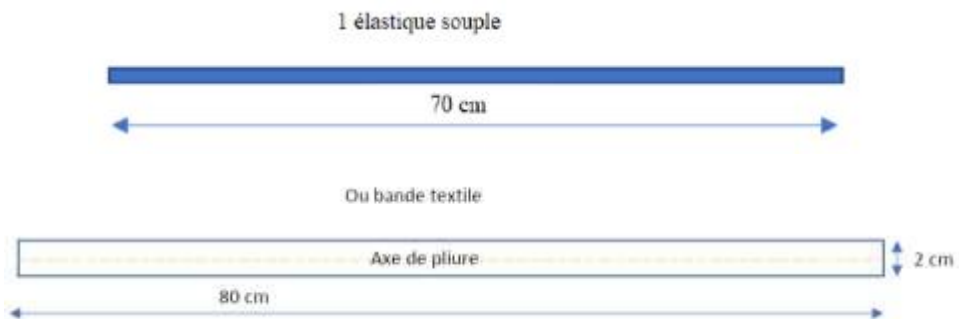 1 élastique souple
70 cm
Ou bande textile
Axe de pliure
2 cm
80 cm